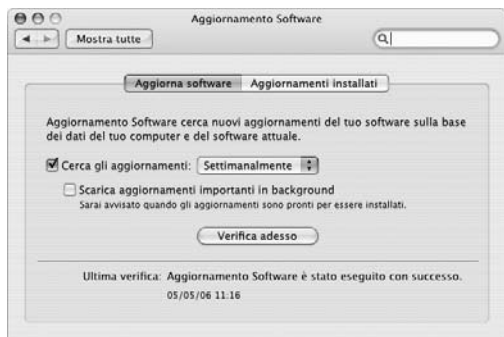 Aggiornamento Software
Mostra tutte
Aggiorna software Aggiornamenti installati
Aggiornamento Software cerca nuovi aggiornamenti del tuo software sulla base
dei dati del tuo computer e del software attuale.
Cerca gli aggiornamenti: Settimanalmente
Scarica aggiornamenti importanti in background
Sarai avvisato quando gli aggiornamenti sono pronti per essere installati.
Verifica adesso
Ultima verifica: Aggiornamento Software è stato eseguito con successo.
05/05/06 11:16